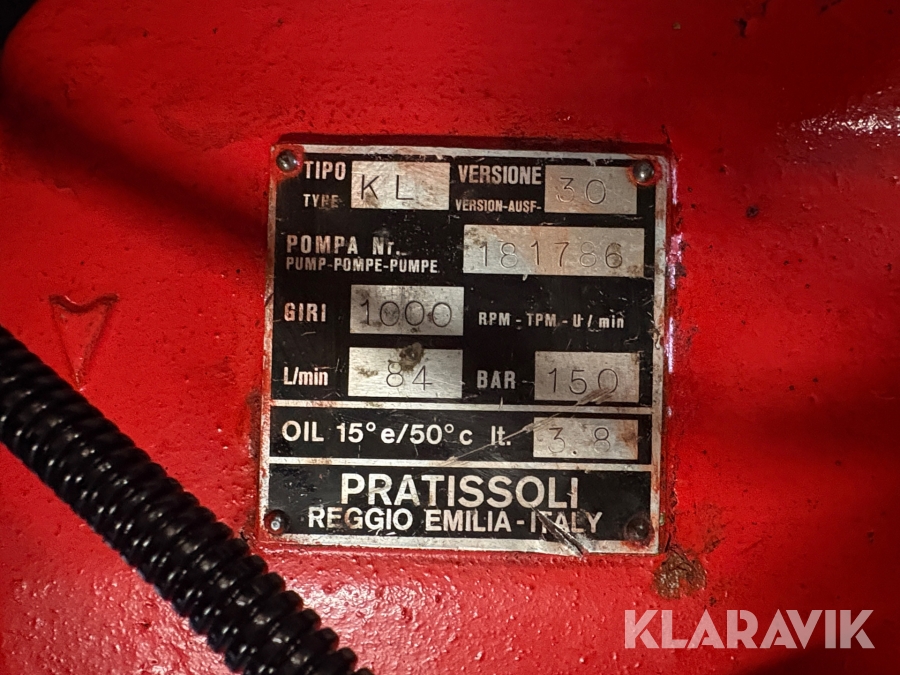 TIPO KL VERSIONE 30
TYPE VERSION-AUSF-
POMPA Nr. 181786
PUMP-POMPE-PUMPE
GIRI 1000 RPM - TPM - U / min
L/min 84 BAR 150
OIL 15° e/50° c lt. 3.8
PRATISSOLI
REGGIO EMILIA - ITALY
KLARAVIK